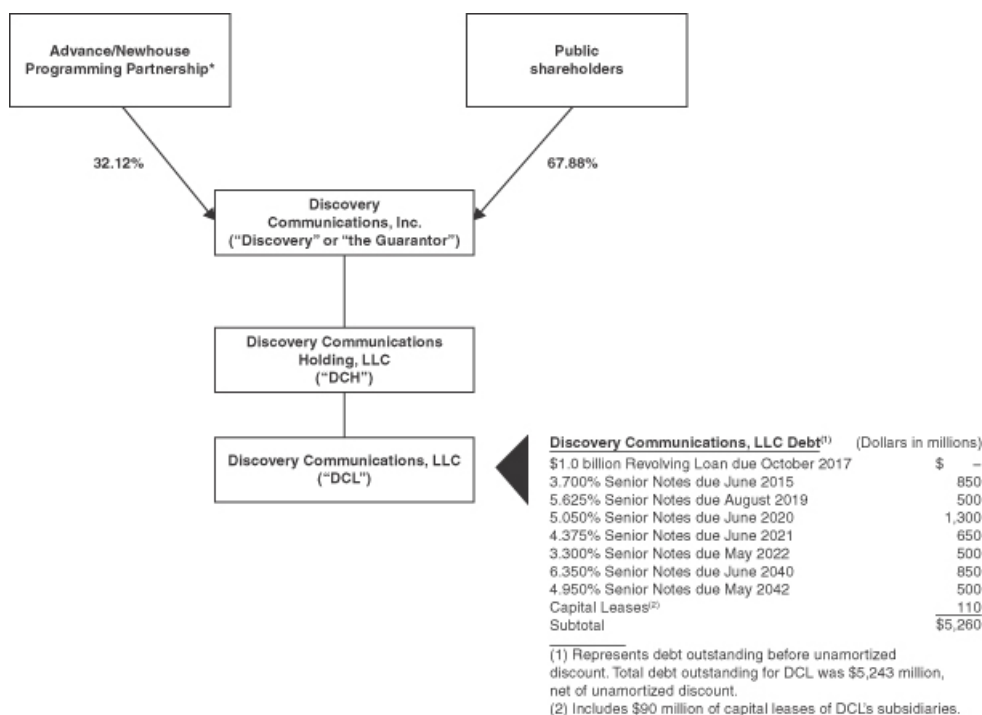 Advance/Newhouse
Programming Partnership*
Public
shareholders
32.12%
67.88%
Discovery
Communications, Inc.
(“Discovery” or “the Guarantor”)
Discovery Communications
Holding, LLC
(“DCH”)
Discovery Communications, LLC
(“DCL”)
Discovery Communications, LLC Debt(1) (Dollars in millions)
$1.0 billion Revolving Loan due October 2017 $ –
3.700% Senior Notes due June 2015 850
5.625% Senior Notes due August 2019 500
5.050% Senior Notes due June 2020 1,300
4.375% Senior Notes due June 2021 650
3.300% Senior Notes due May 2022 500
6.350% Senior Notes due June 2040 850
4.950% Senior Notes due May 2042 500
Capital Leases(2) 110
Subtotal $5,260
(1) Represents debt outstanding before unamortized
discount. Total debt outstanding for DCL was $5,243 million,
net of unamortized discount.
(2) Includes $90 million of capital leases of DCL's subsidiaries.